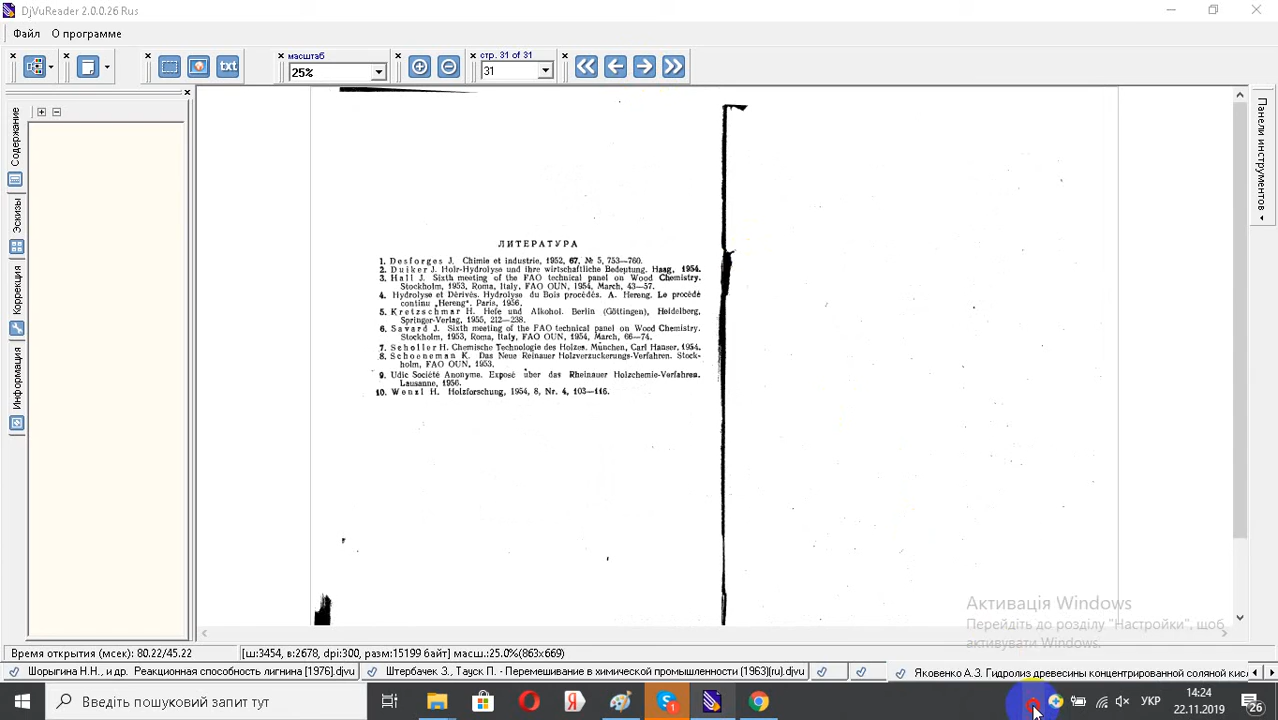 DjVuReader 2.0.0.26 Rus
Файл О программе
масштаб
25%
txt
стр. 31 of 31
31
Содержание
Эскизы
Коррекция
Информация
Панели инструментов
ЛИТЕРАТУРА
1. Desforges J. Chimie et industrie, 1952, 67, № 5, 753—760.
2. Duiker J. Holr-Hydrolyse und ihre wirtschaftliche Bedeutung. Haag, 1954.
3. Hall J. Sixth meeting of the FAO technical panel on Wood Chemistry.
Stockholm, 1953, Roma, Italy, FAO OUN, 1954, March, 43—57.
4. Hydrolyse et Dérivés. Hydrolyse du Bois procédés. A. Hereng. Le procédé
continu „Hereng“. Paris, 1956.
5. Kretzschmar H. Hefe und Alkohol. Berlin (Göttingen), Heidelberg,
Springer-Verlag, 1955, 212—238.
6. Savard J. Sixth meeting of the FAO technical panel on Wood Chemistry.
Stockholm, 1953, Roma, Italy, FAO OUN, 1954, March, 66—74.
7. Scholler H. Chemische Technologie des Holzes. München, Carl Hanser, 1954.
8. Schoeneman K. Das Neue Reinauer Holzverzuckerungs-Verfahren. Stock-
holm, FAO OUN, 1953.
9. Udic Société Anonyme. Exposé über das Rheinauer Holzchemie-Verfahren.
Lausanne, 1956.
10. Wenzl H. Holzforschung, 1954, 8, Nr. 4, 103—116.
Активація Windows
Перейдіть до розділу "Настройки", щоб
активувати Windows.
Время открытия (мсек): 80.22/45.22 [ш:3454, в:2678, dpi:300, разм:15199 байт] масш.:25.0%(863x669)
Шорыгина Н.Н., и др. Реакционная способность лигнина [1976].djvu
Штербачек З., Тауск П. - Перемешивание в химической промышленности (1963)(ru).djvu
Яковенко А.З. Гидролиз древесины концентрированной соляной кис
Введіть пошуковий запит тут
1
УКР
14:24
22.11.2019
26